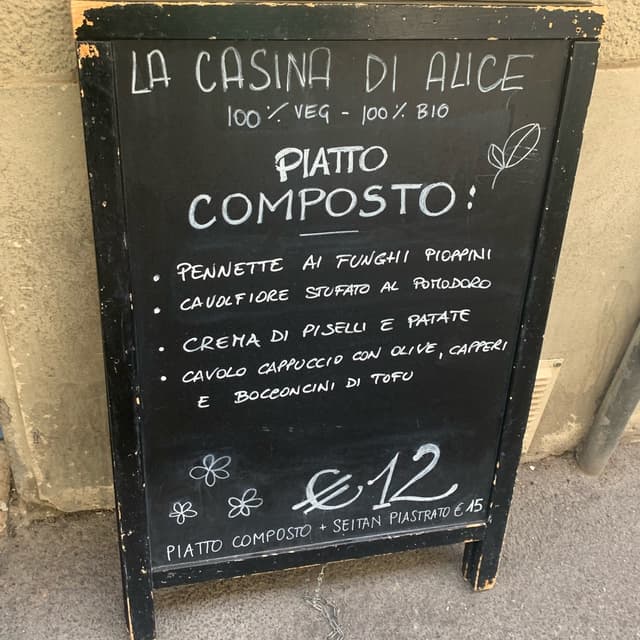 LA CASINA DI ALICE
100% VEG - 100% BIO
PIATTO
COMPOSTO:
• PENNETTE AI FUNGHI PIOPPINI
• CAVOLFIORE STUFATO AL POMODORO
• CREMA DI PISELLI E PATATE
• CAVOLO CAPPUCCIO CON OLIVE, CAPPERI
E BOCCONCINI DI TOFU
€12
PIATTO COMPOSTO + SEITAN PIASTRATO € 15